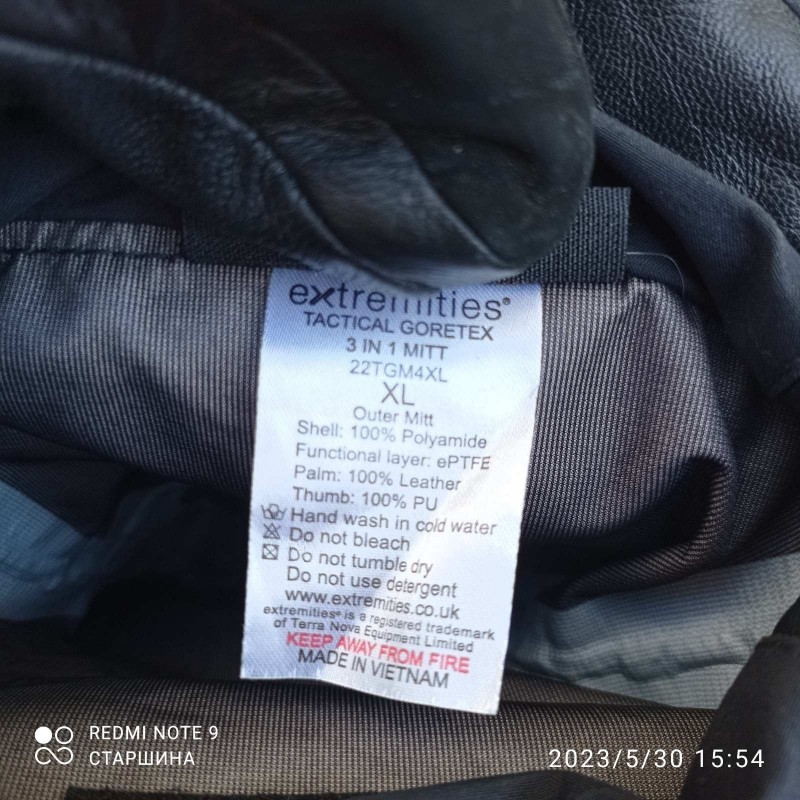 extremities®
TACTICAL GORETEX
3 IN 1 MITT
22TGM4XL
XL
Outer Mitt
Shell: 100% Polyamide
Functional layer: ePTFE
Palm: 100% Leather
Thumb: 100% PU
Hand wash in cold water
Do not bleach
Do not tumble dry
Do not use detergent
www.extremities.co.uk
extremities® is a registered trademark
of Terra Nova Equipment Limited
KEEP AWAY FROM FIRE
MADE IN VIETNAM
REDMI NOTE 9
СТАРШИНА
2023/5/30 15:54